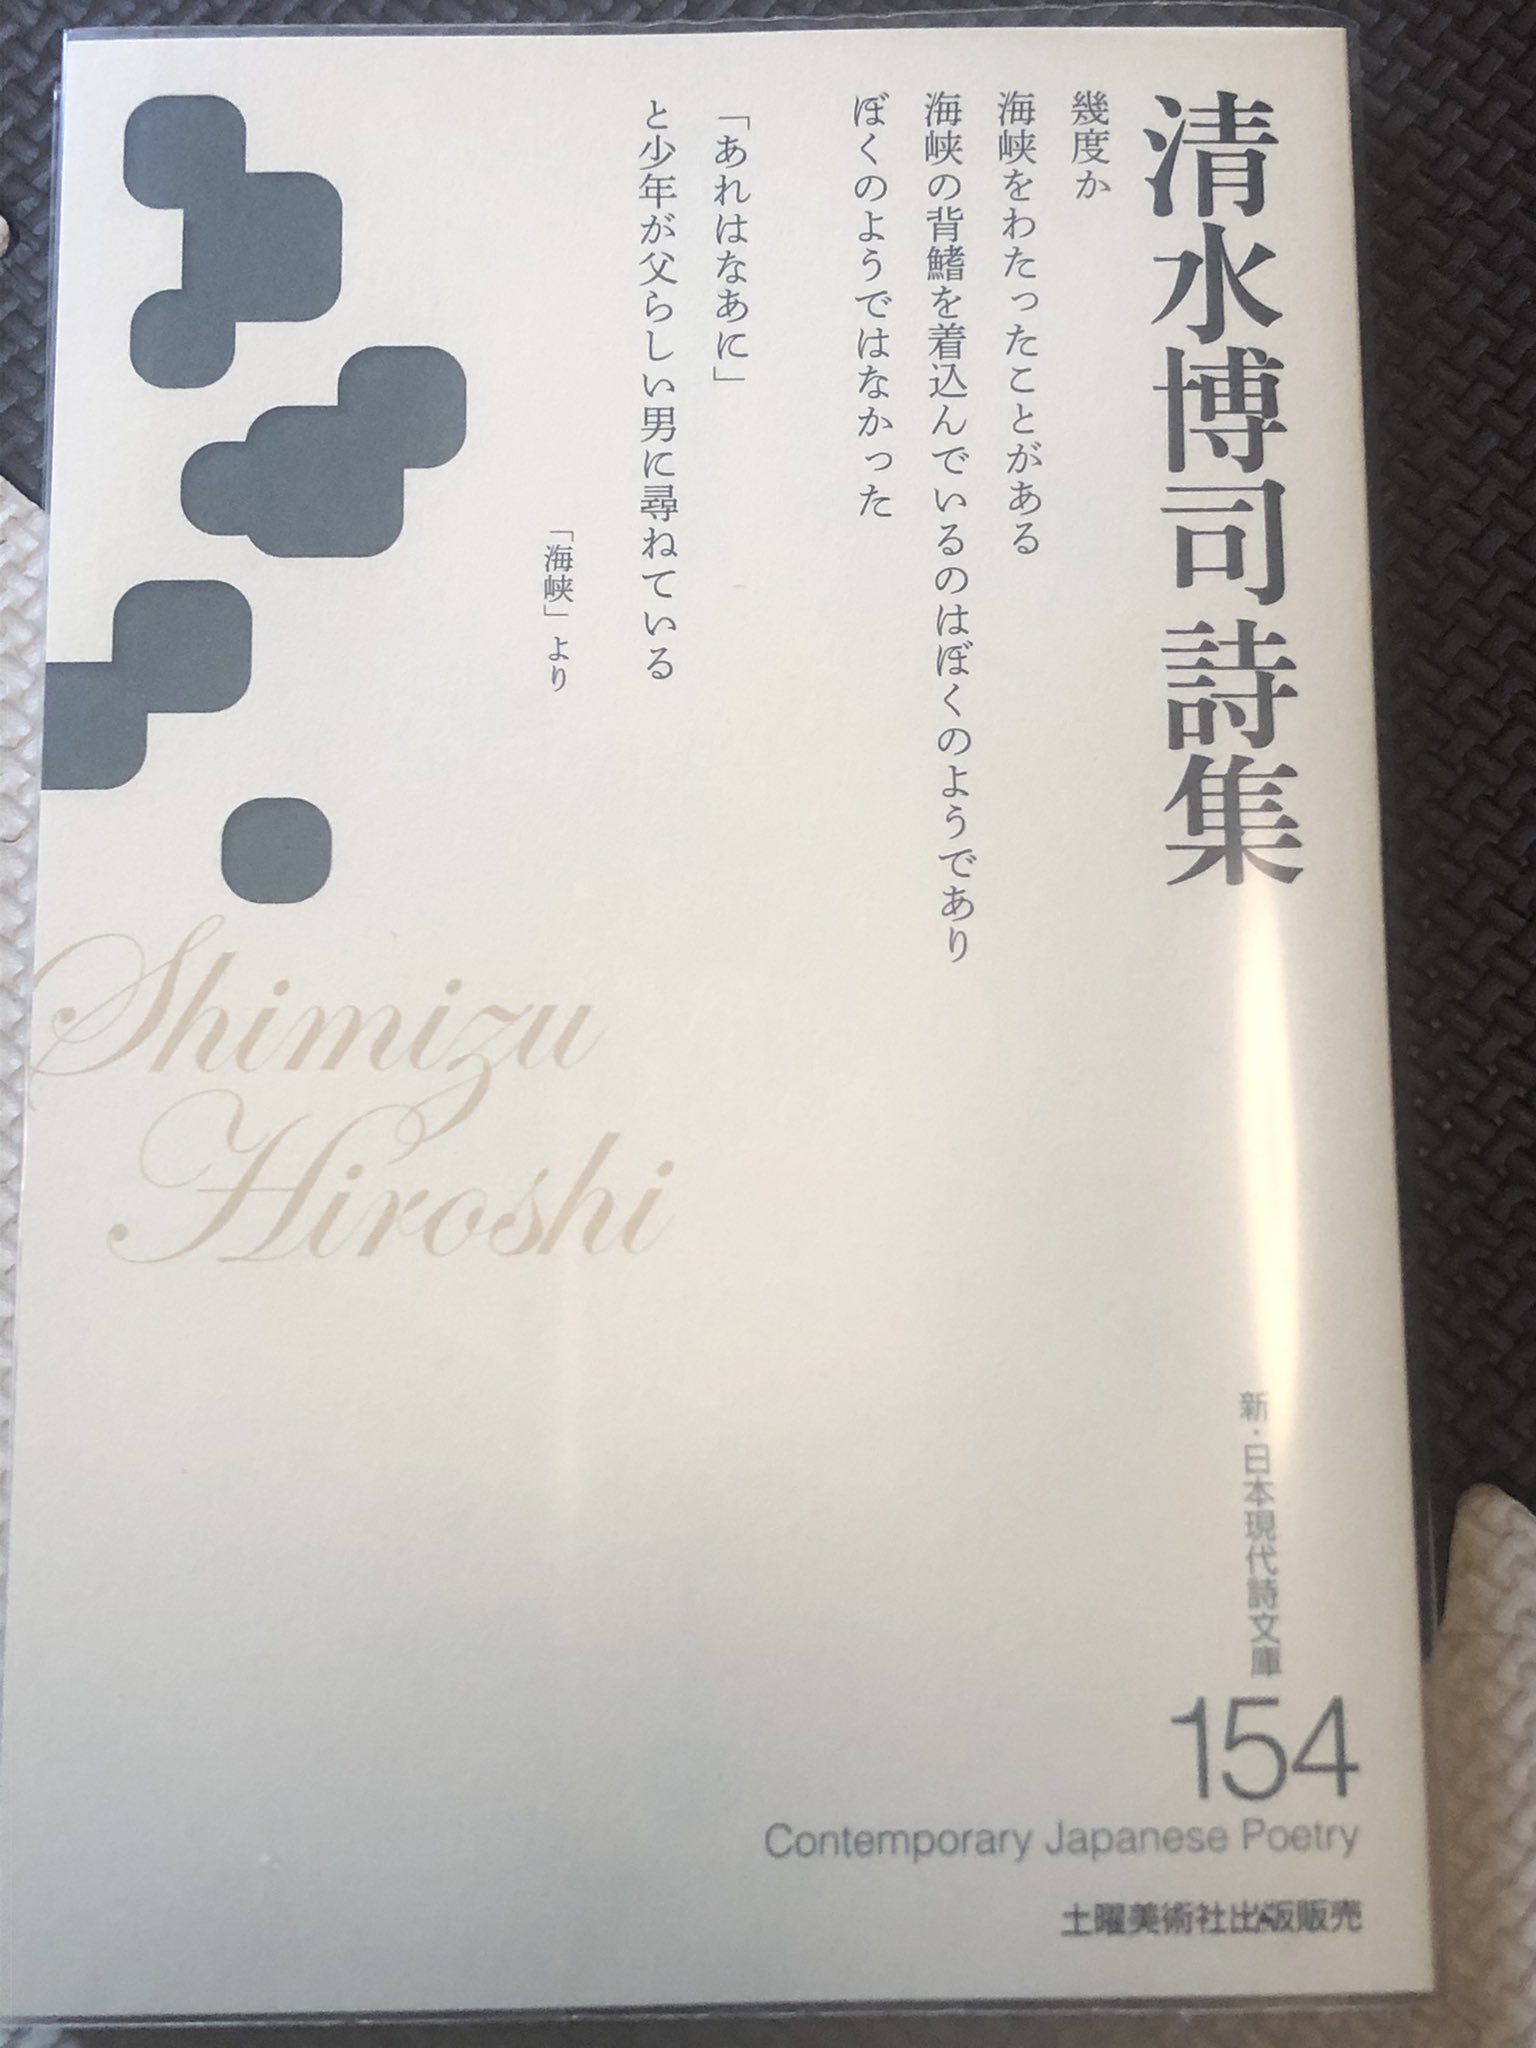 清水博司詩集
幾度か
海峡をわたったことがある
海峡の背鰭を着込んでいるのはぼくのようであり
ぼくのようではなかった
「あれはなあに」
と少年が父らしい男に尋ねている
「海峡」より
Shimizu
Hiroshi
新・日本現代詩文庫
154
Contemporary Japanese Poetry
土曜美術社出版販売